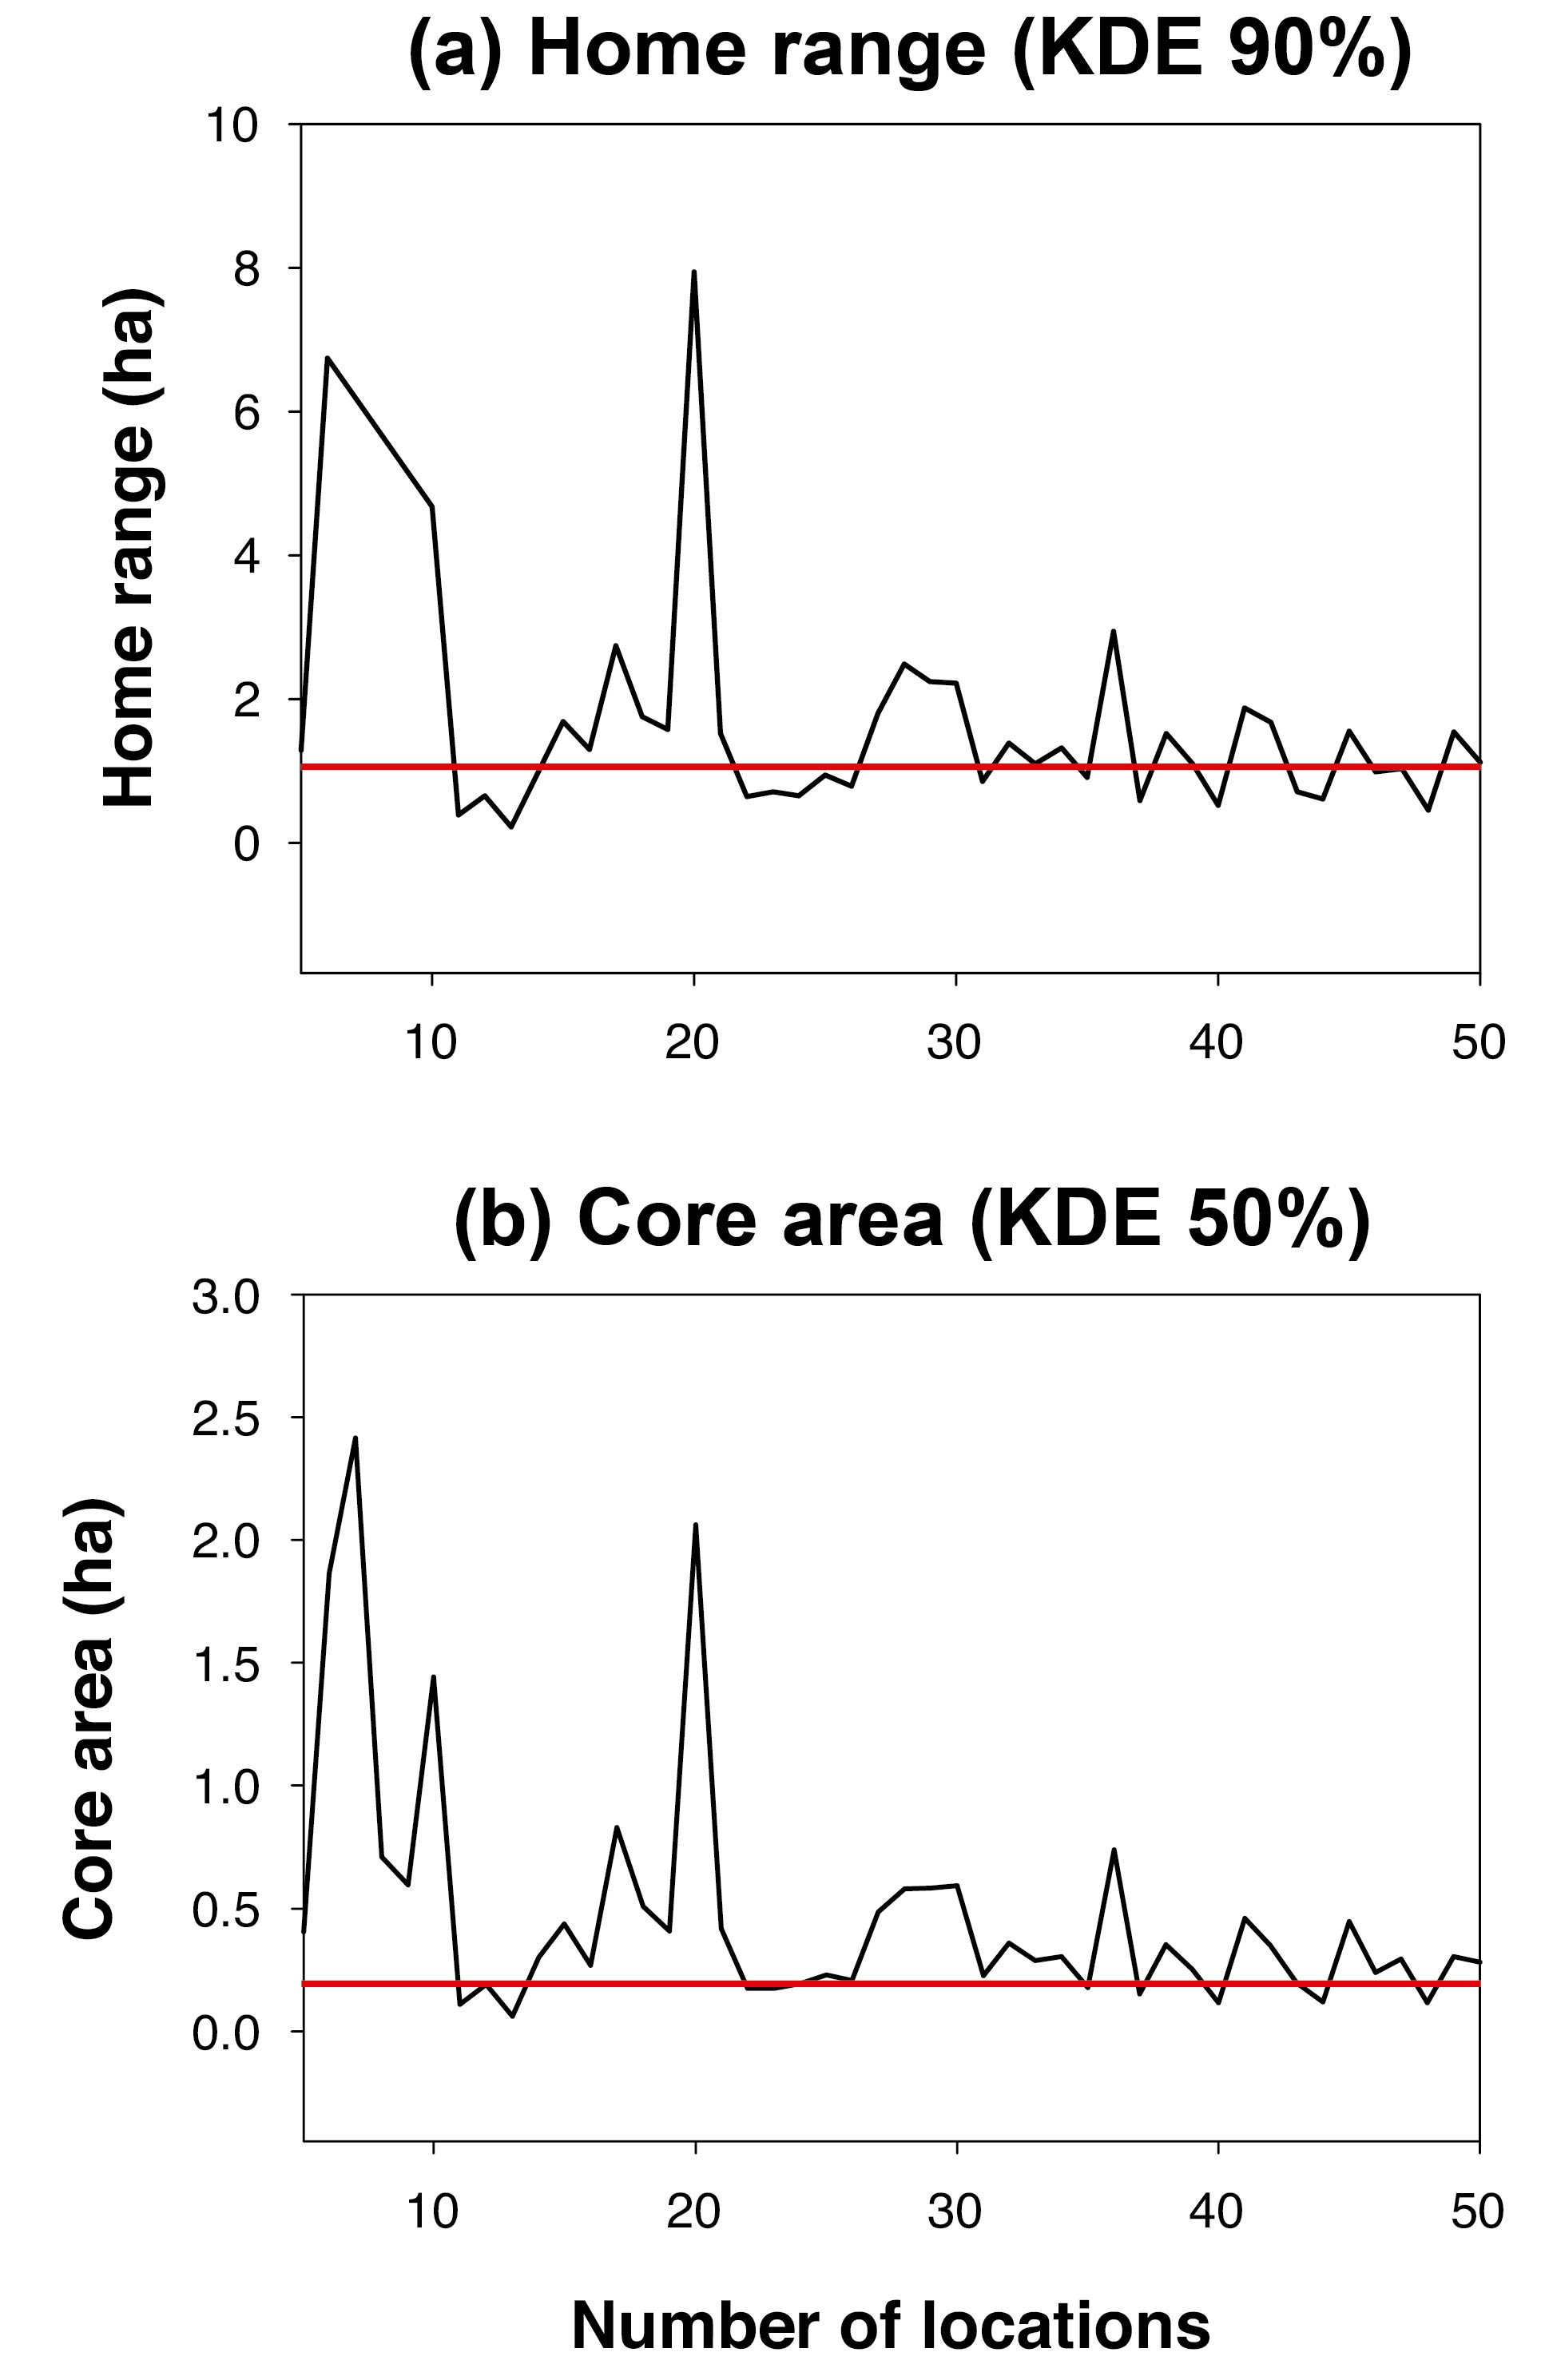 (a) Home range (KDE 90%)
Home range (ha)
10
8
6
4
2
0
10 20 30 40 50
(b) Core area (KDE 50%)
Core area (ha)
3.0
2.5
2.0
1.5
1.0
0.5
0.0
10 20 30 40 50
Number of locations